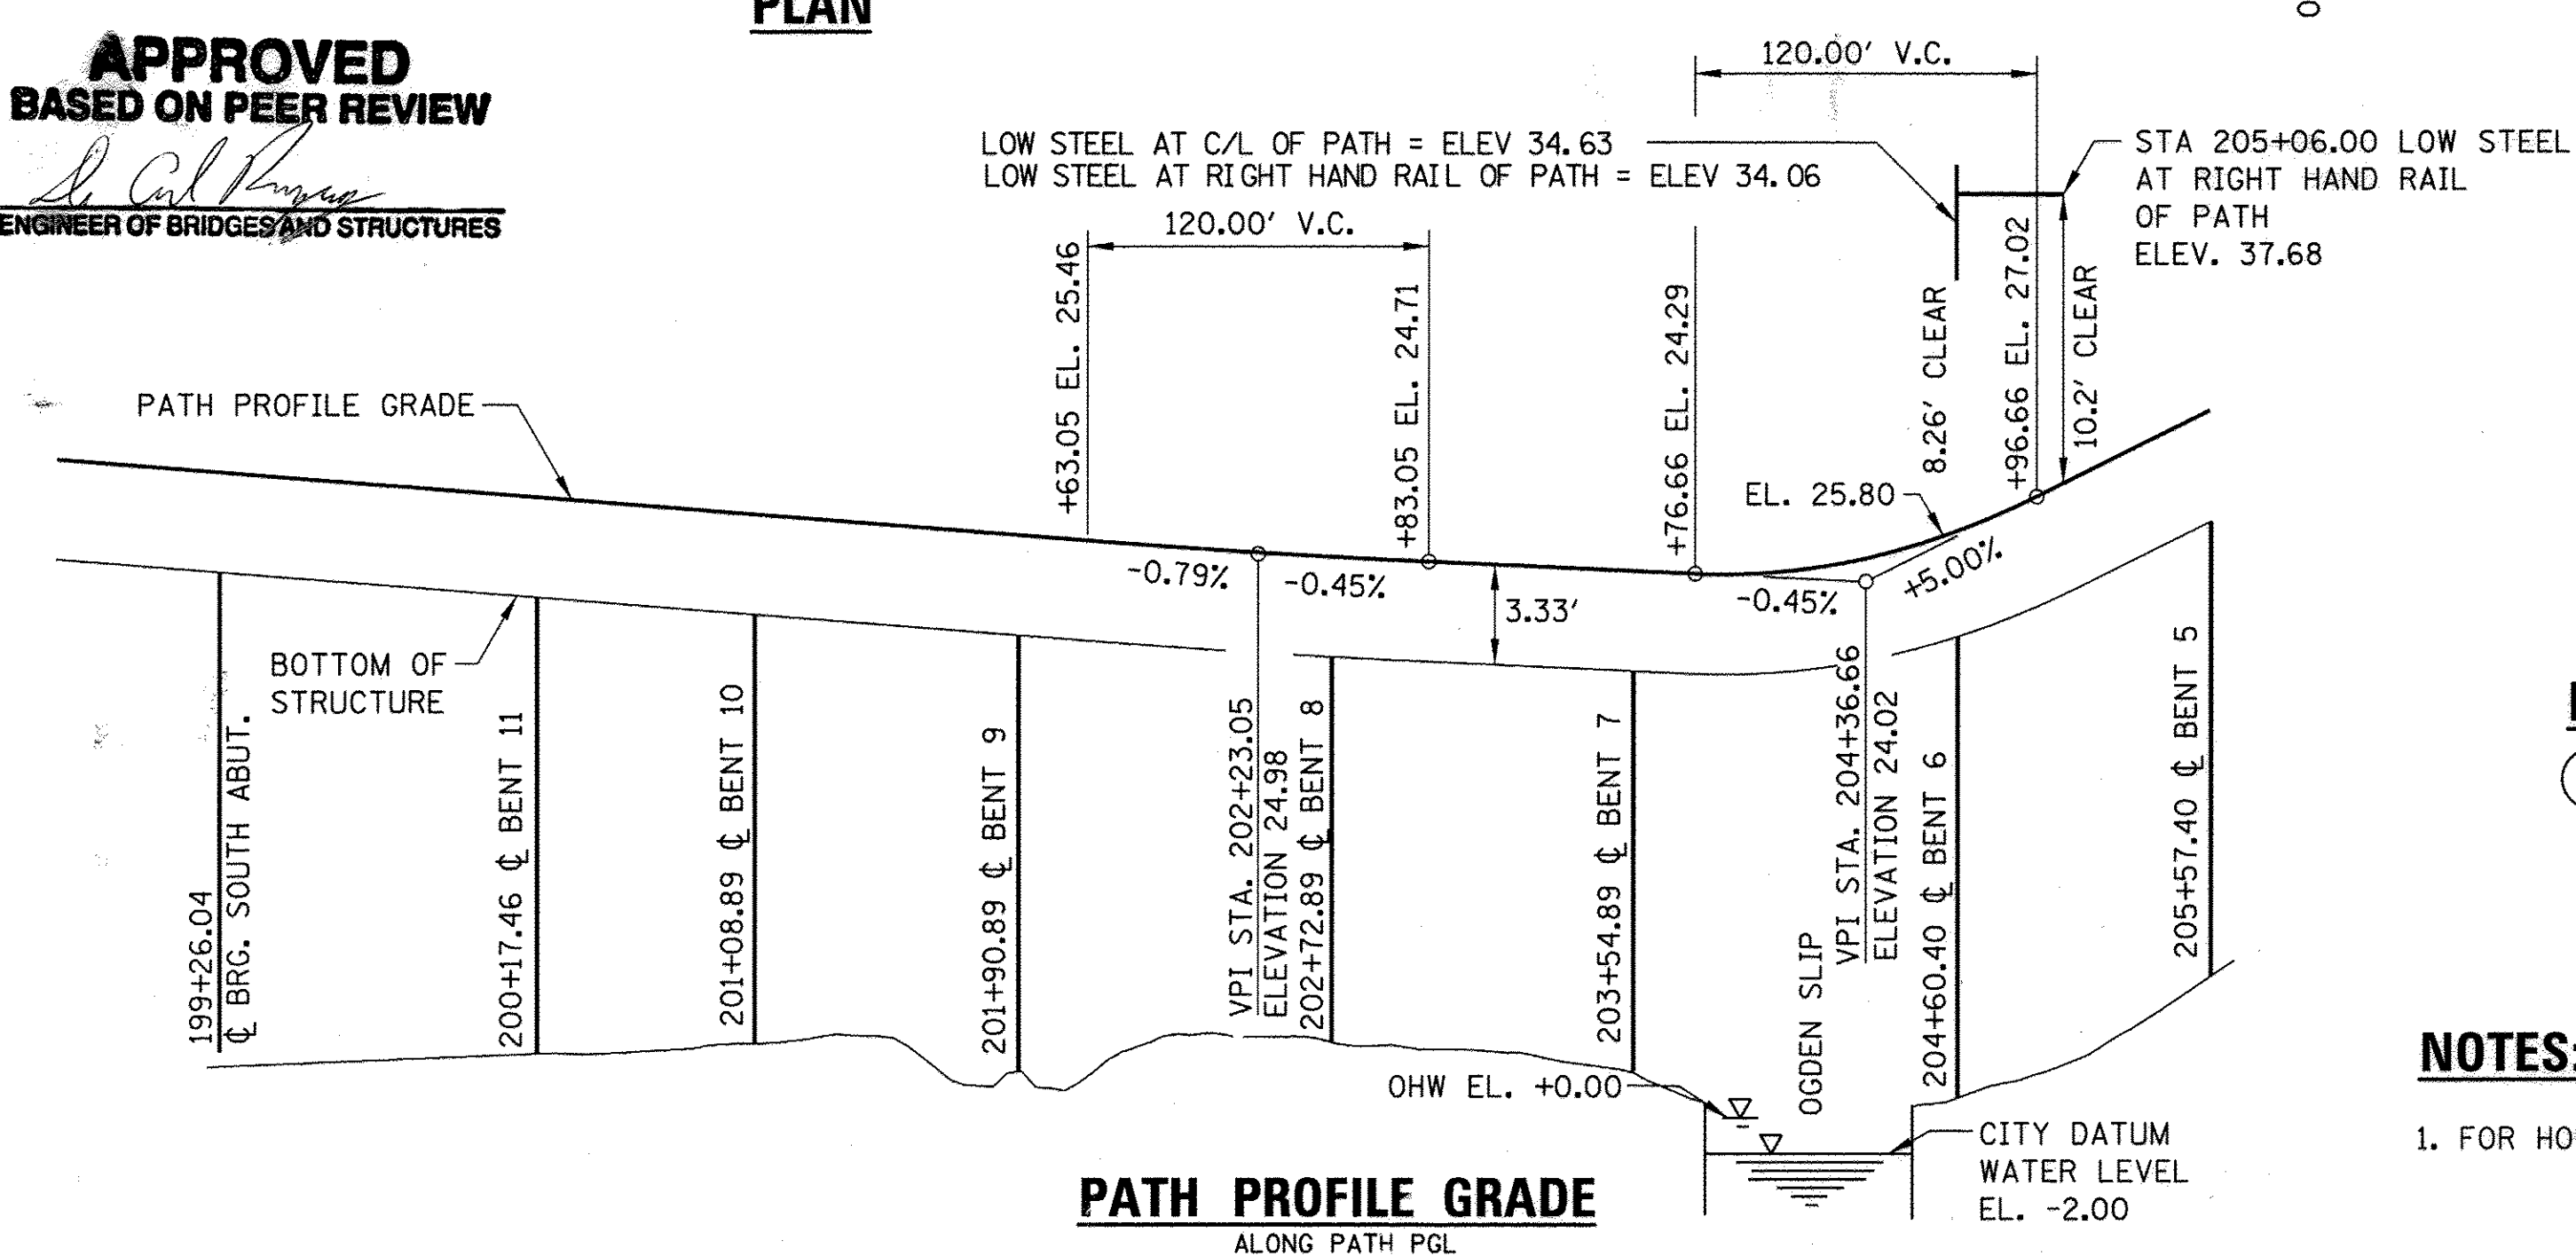 PLAN
APPROVED
BASED ON PEER REVIEW
ENGINEER OF BRIDGES AND STRUCTURES
120.00' V.C.
LOW STEEL AT C/L OF PATH = ELEV 34.63
LOW STEEL AT RIGHT HAND RAIL OF PATH = ELEV 34.06
STA 205+06.00 LOW STEEL
AT RIGHT HAND RAIL
OF PATH
ELEV. 37.68
120.00' V.C.
+63.05 EL. 25.46
+83.05 EL. 24.71
+76.66 EL. 24.29
8.26' CLEAR
+96.66 EL. 27.02
10.2' CLEAR
PATH PROFILE GRADE
EL. 25.80
-0.79%
-0.45%
3.33'
-0.45%
+5.00%
BOTTOM OF
STRUCTURE
199+26.04
℄ BRG. SOUTH ABUT.
200+17.46 ℄ BENT 11
201+08.89 ℄ BENT 10
201+90.89 ℄ BENT 9
VPI STA. 202+23.05
ELEVATION 24.98
202+72.89 ℄ BENT 8
203+54.89 ℄ BENT 7
OGDEN SLIP
VPI STA. 204+36.66
ELEVATION 24.02
204+60.40 ℄ BENT 6
205+57.40 ℄ BENT 5
OHW EL. +0.00
CITY DATUM
WATER LEVEL
EL. -2.00
PATH PROFILE GRADE
ALONG PATH PGL
NOTES:
1. FOR HO